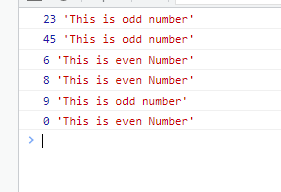 23 'This is odd number'
45 'This is odd number'
6 'This is even Number'
8 'This is even Number'
9 'This is odd number'
0 'This is even Number'
>